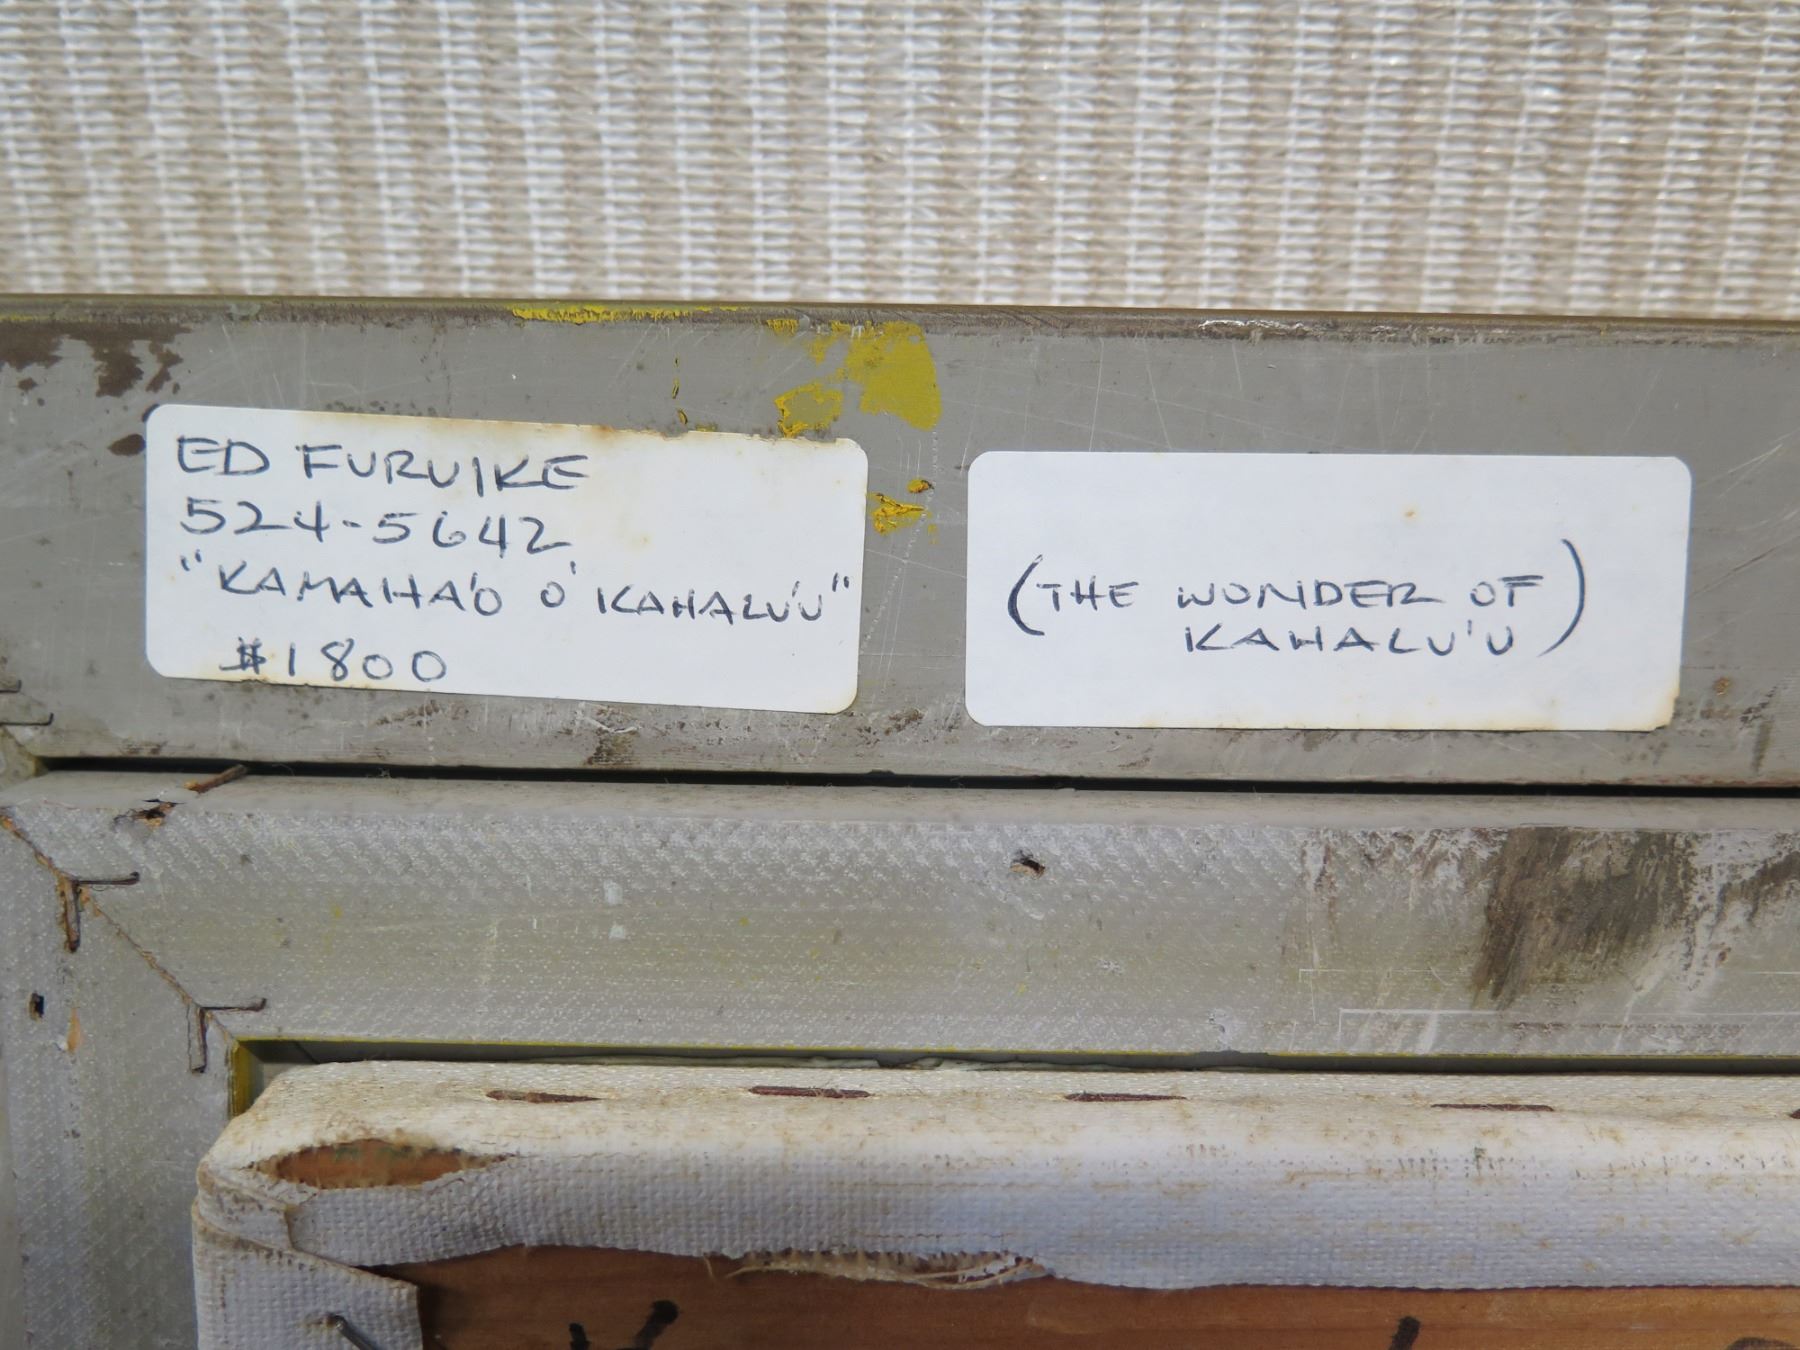 ED FURUIKE
524-5642
"KAMAHA'O O' KAHALU'U"
$1800
(THE WONDER OF
KAHALU'U)